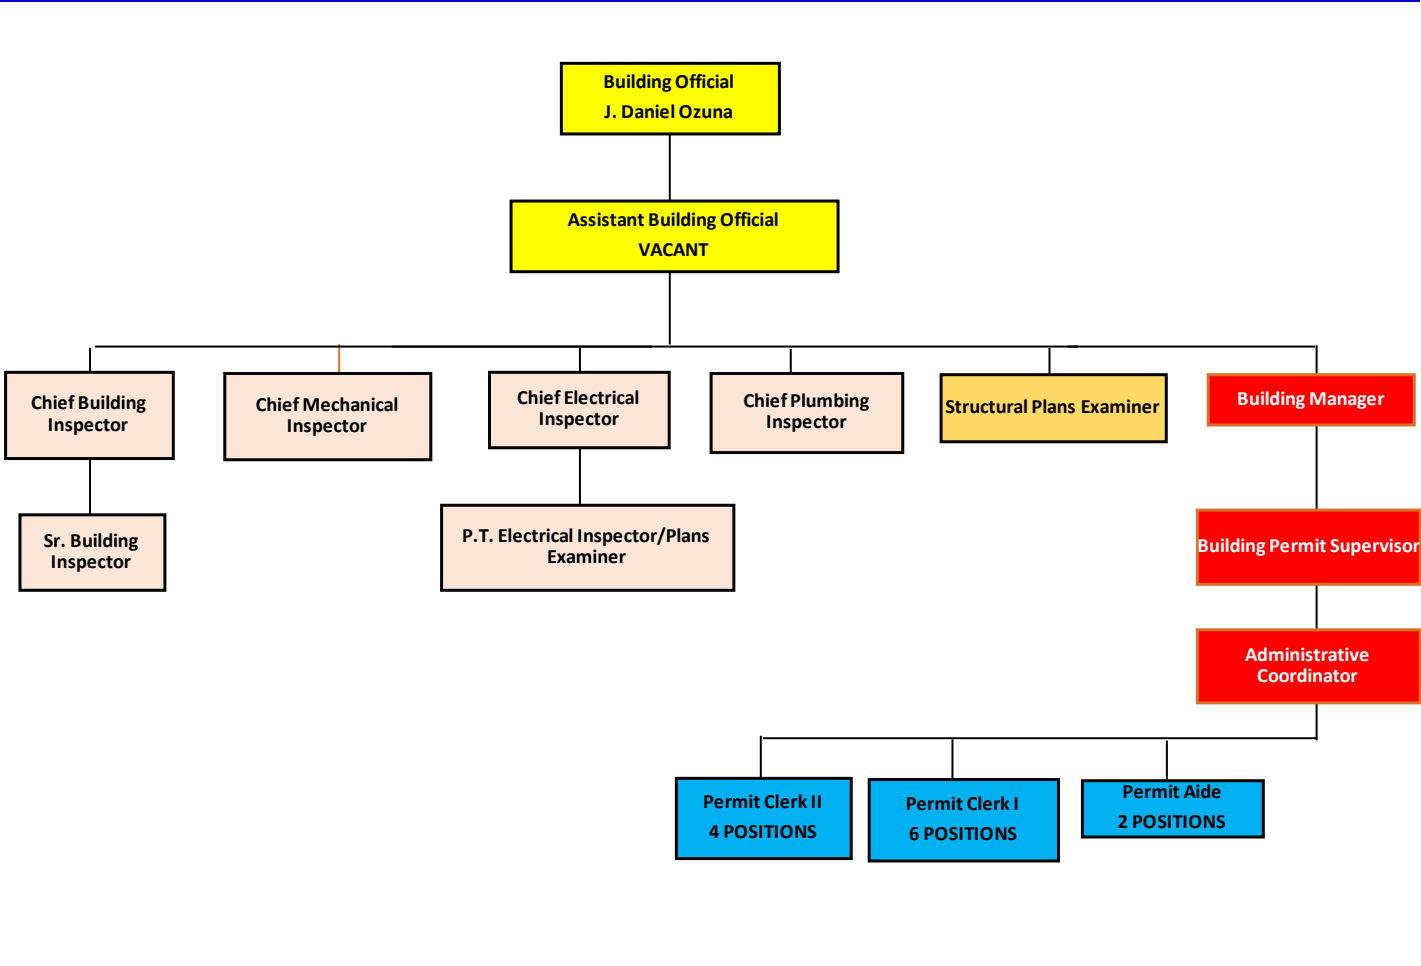 Building Official
J. Daniel Ozuna
Assistant Building Official
VACANT
Chief Building
Inspector
Chief Mechanical
Inspector
Chief Electrical
Inspector
Chief Plumbing
Inspector
Structural Plans Examiner
Building Manager
Sr. Building
Inspector
P.T. Electrical Inspector/Plans
Examiner
Building Permit Supervisor
Administrative
Coordinator
Permit Clerk II
4 POSITIONS
Permit Clerk I
6 POSITIONS
Permit Aide
2 POSITIONS